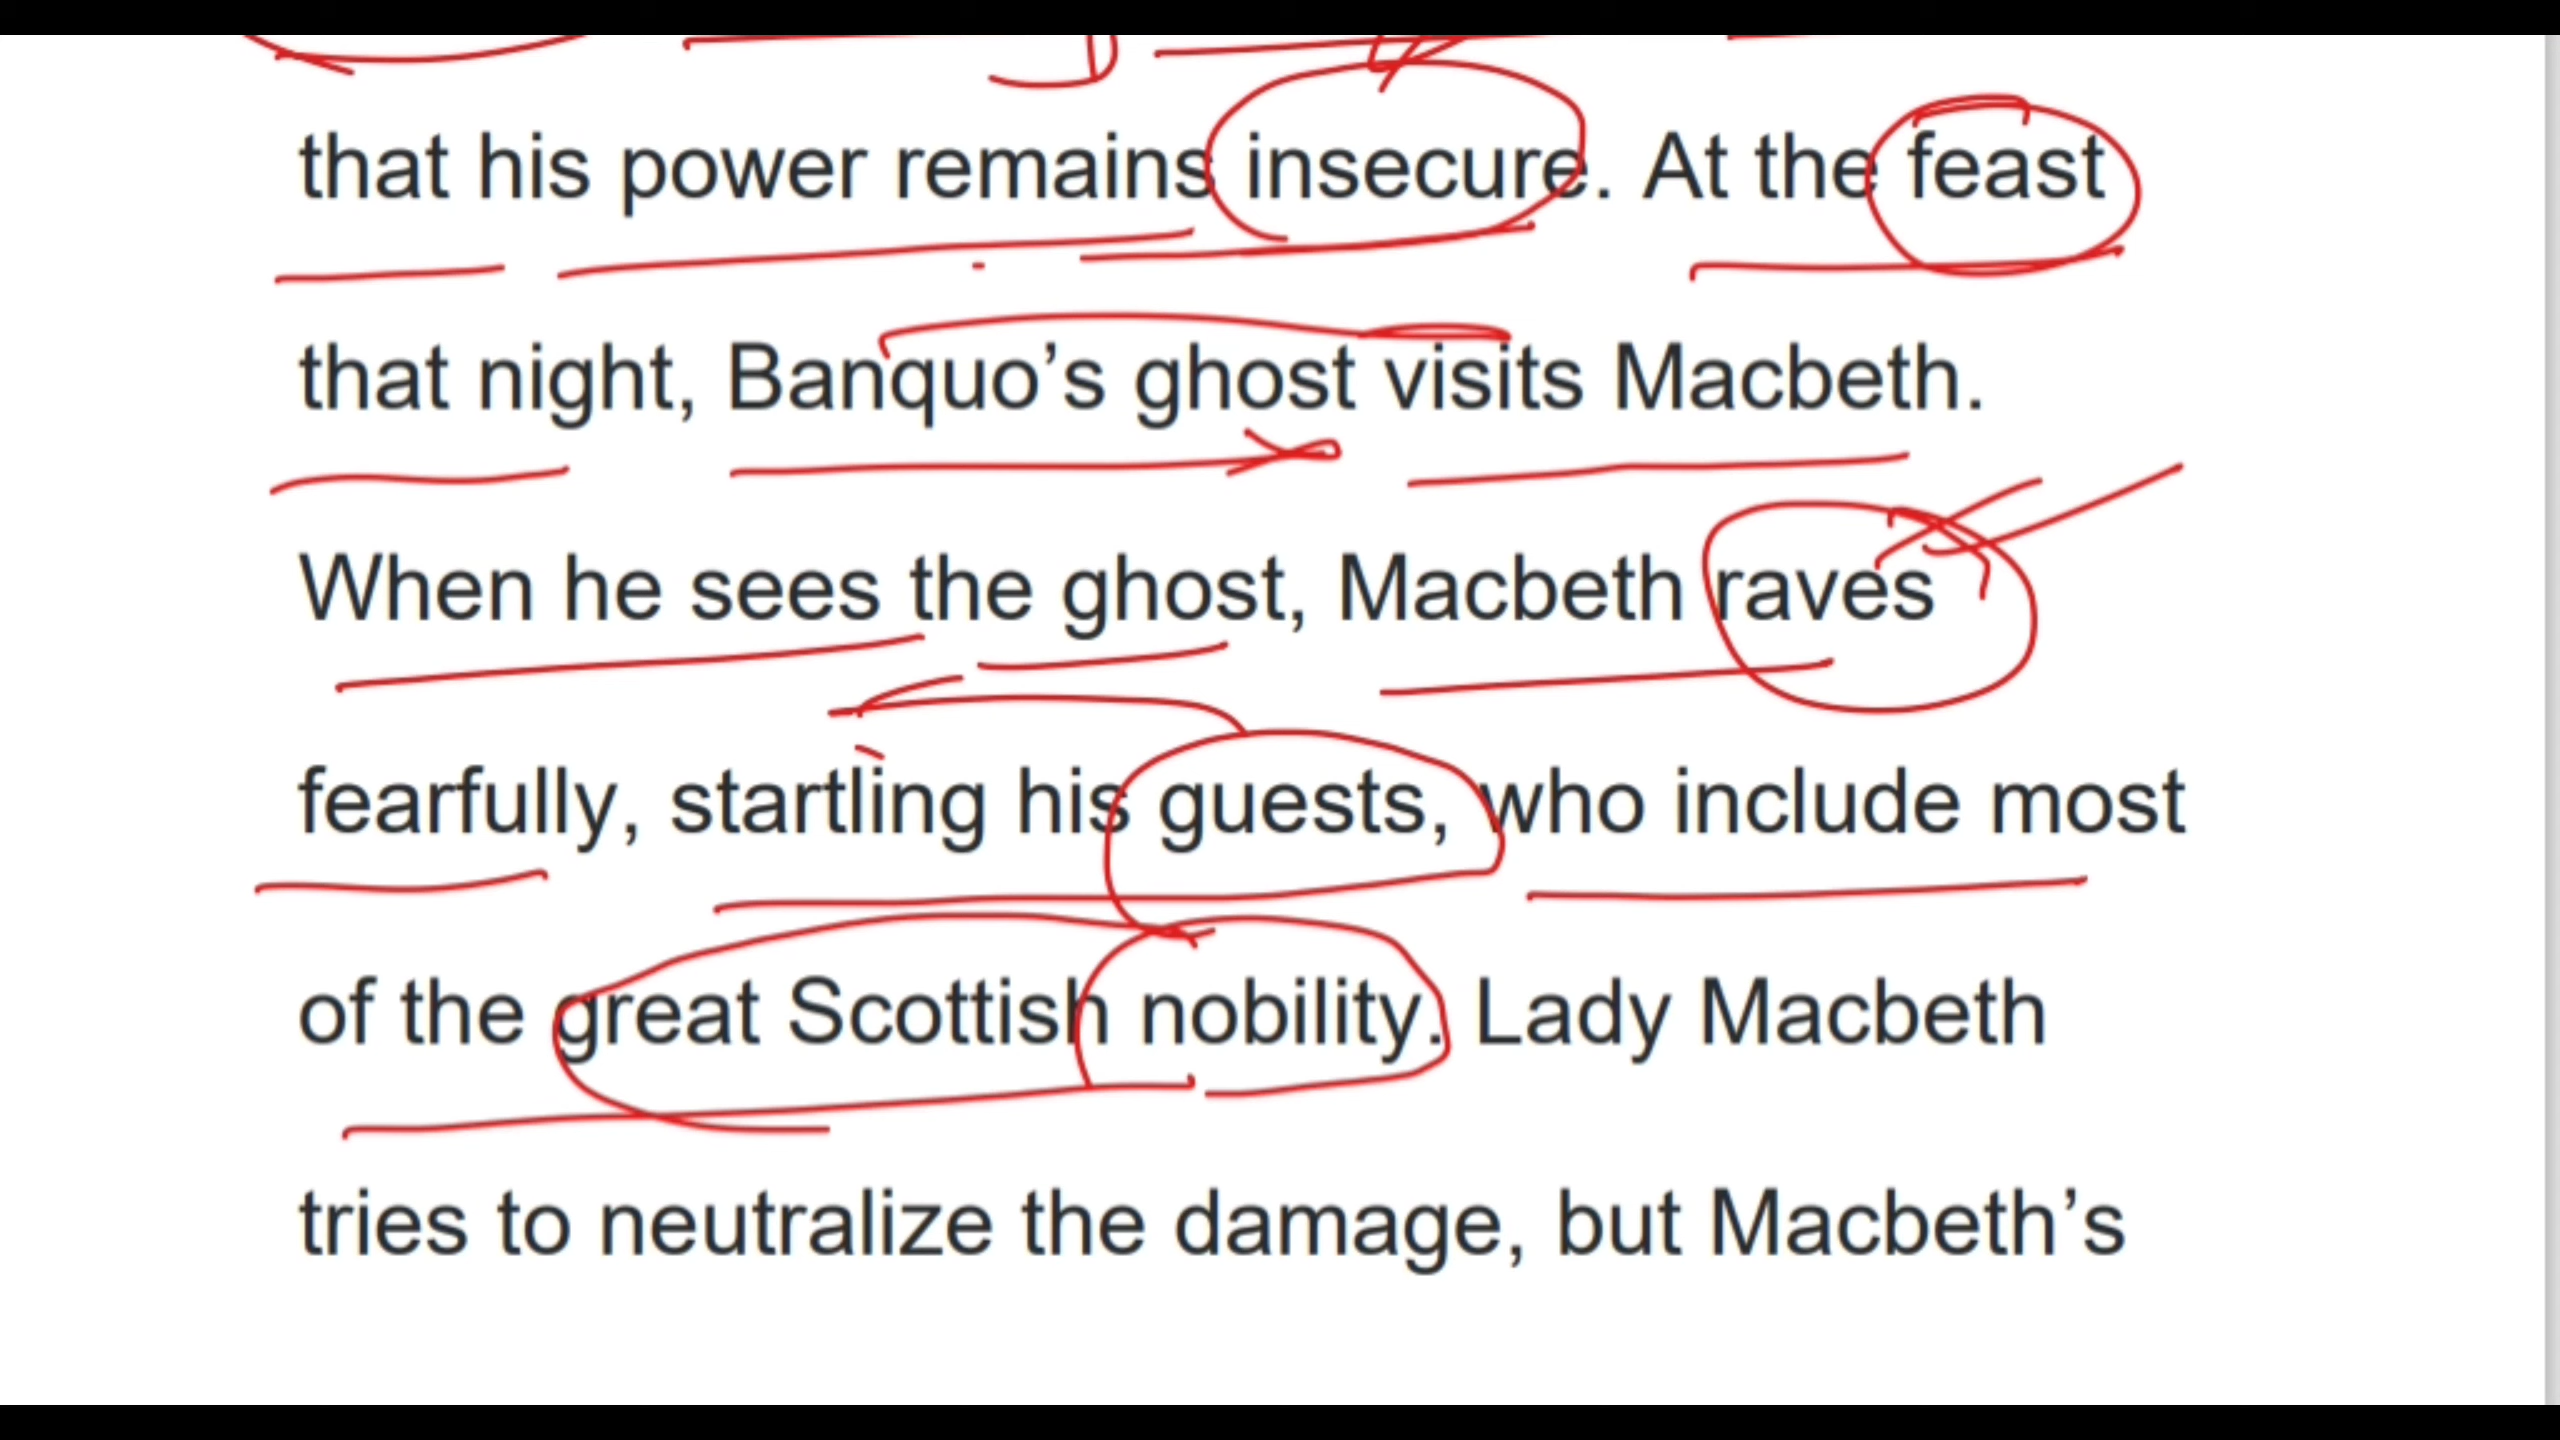 that his power remains insecure. At the feast
that night, Banquo’s ghost visits Macbeth.
When he sees the ghost, Macbeth raves
fearfully, startling his guests, who include most
of the great Scottish nobility. Lady Macbeth
tries to neutralize the damage, but Macbeth’s